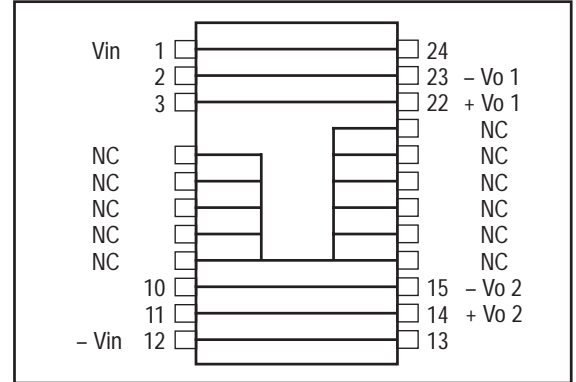 Vin 1 24
2 23 – Vo 1
3 22 + Vo 1
NC
NC NC
NC NC
NC NC
NC NC
NC NC
10 15 – Vo 2
11 14 + Vo 2
– Vin 12 13